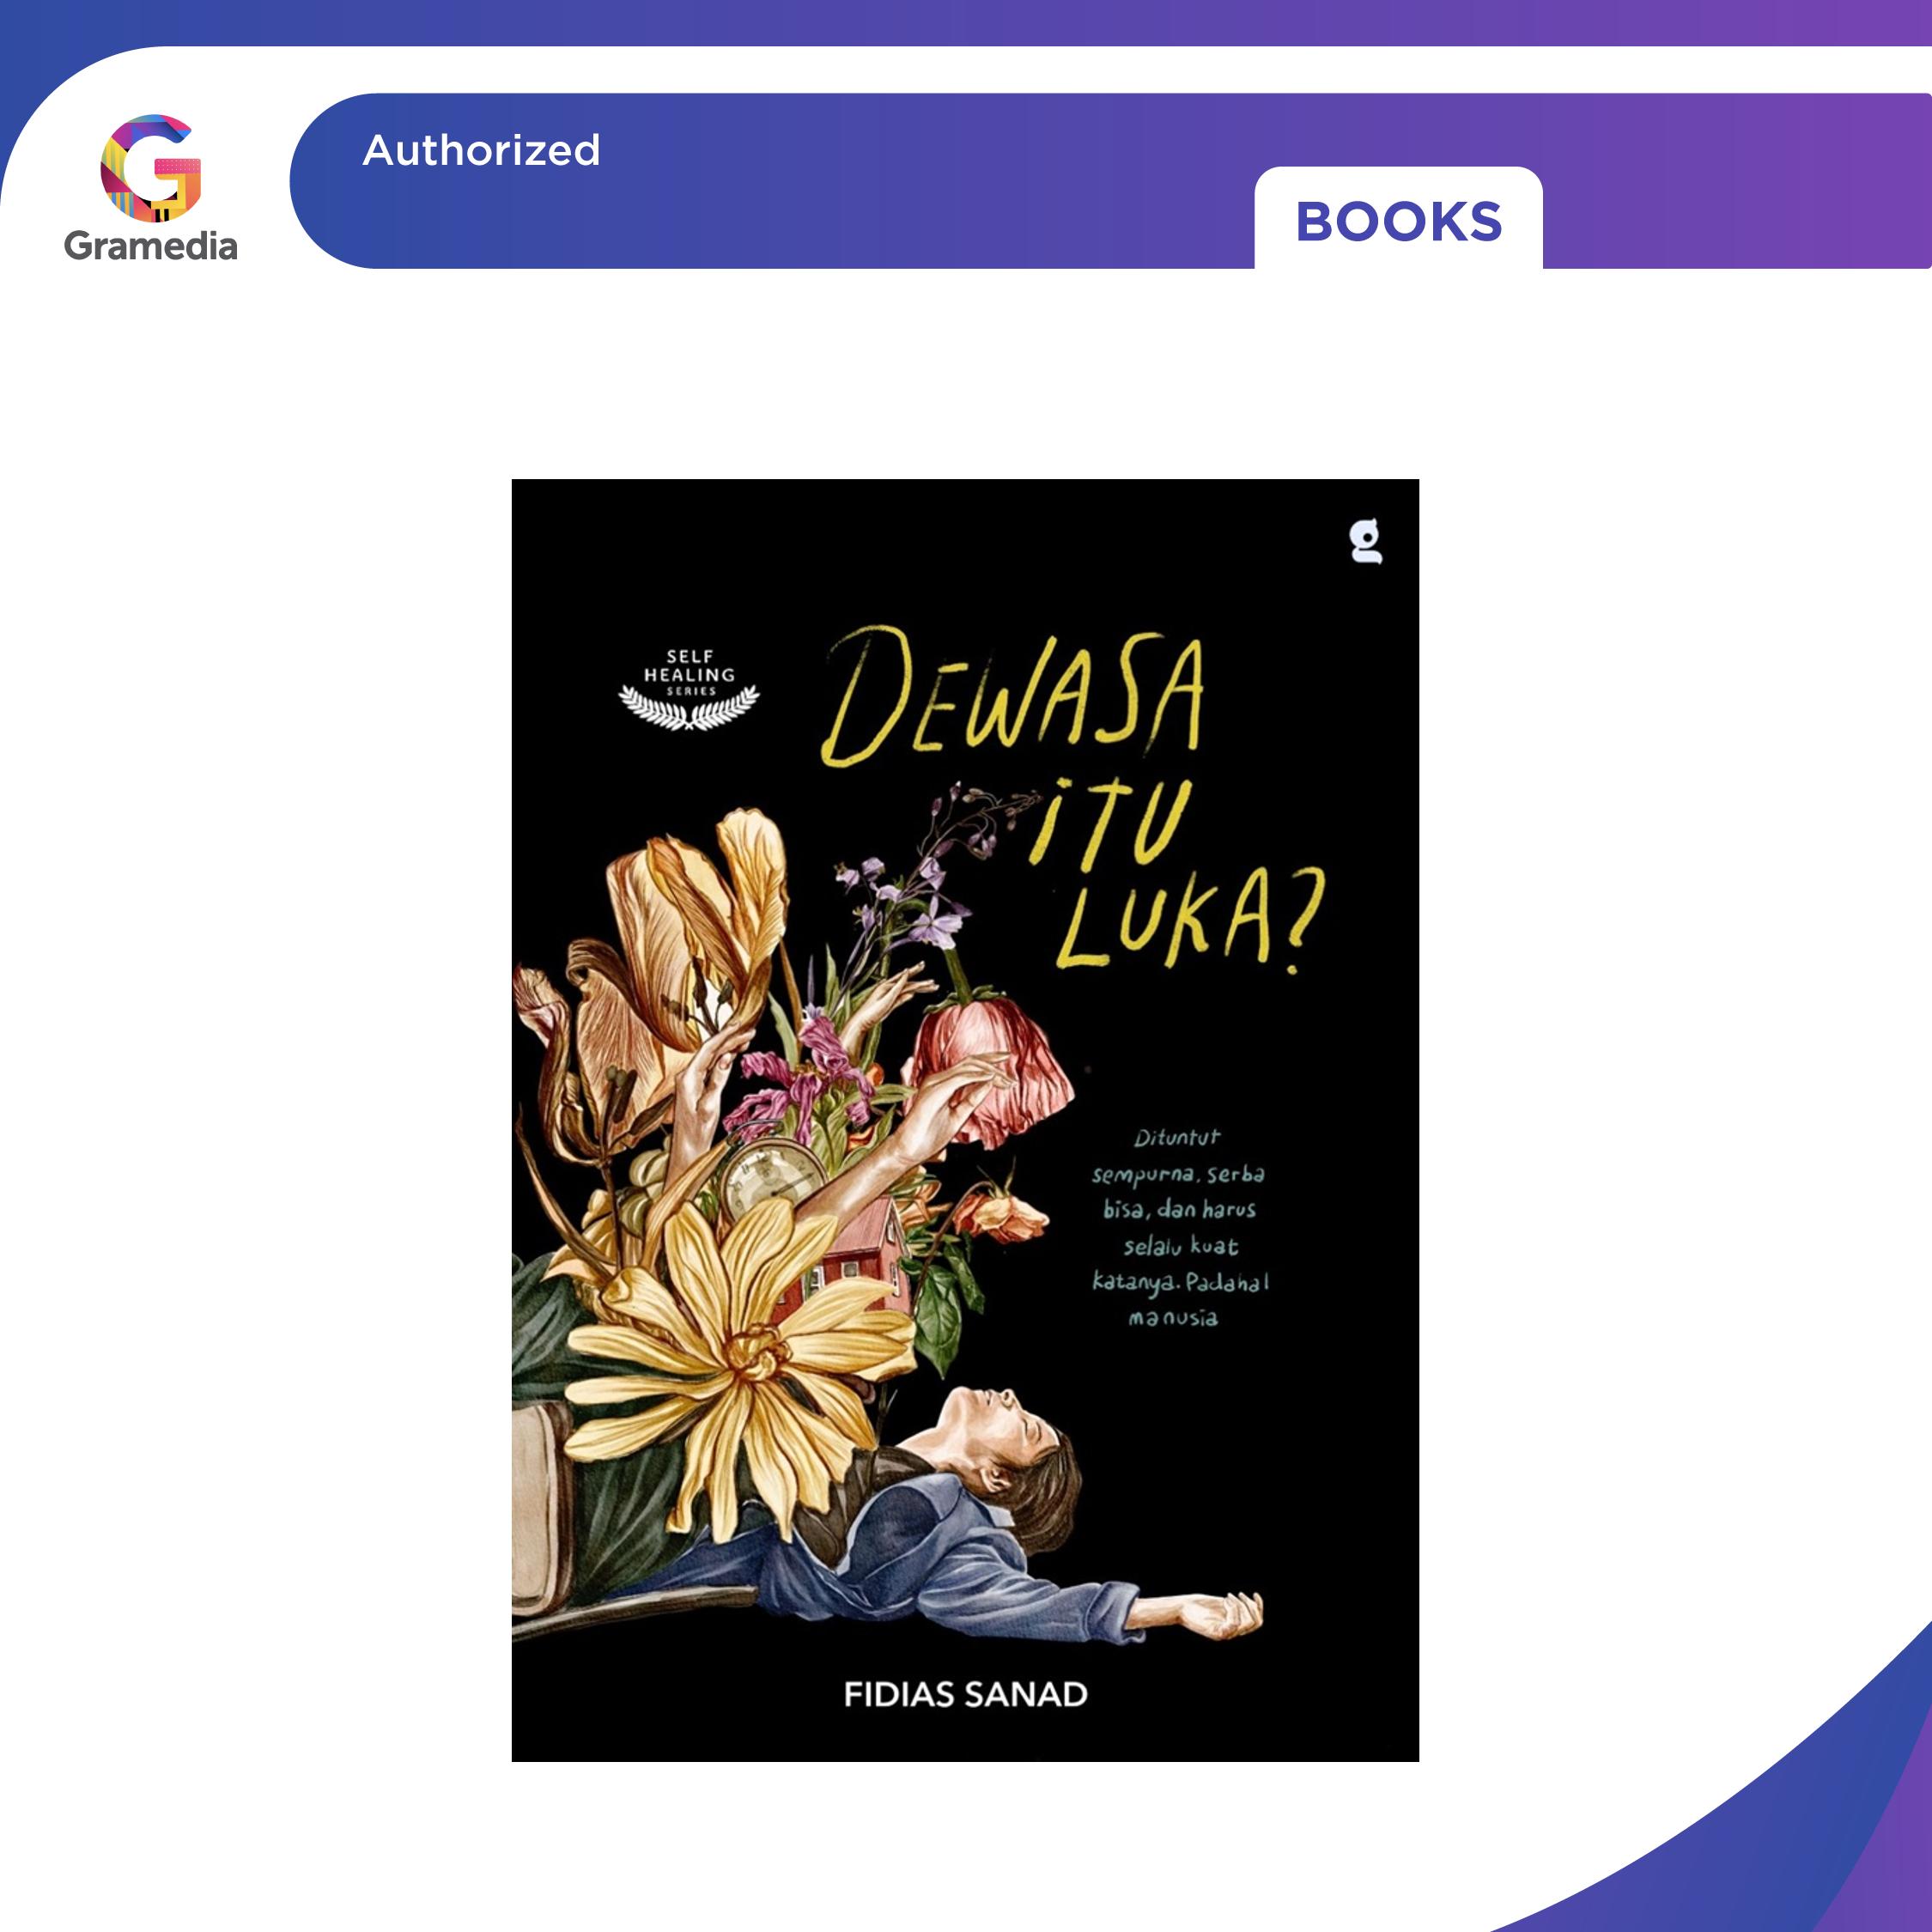 Gramedia
Authorized
BOOKS
g
SELF
HEALING
SERIES
DEWASA
iTU
LUKA?
Dituntut
sempurna, serba
bisa, dan harus
selalu kuat
katanya. Padahal
manusia
FIDIAS SANAD